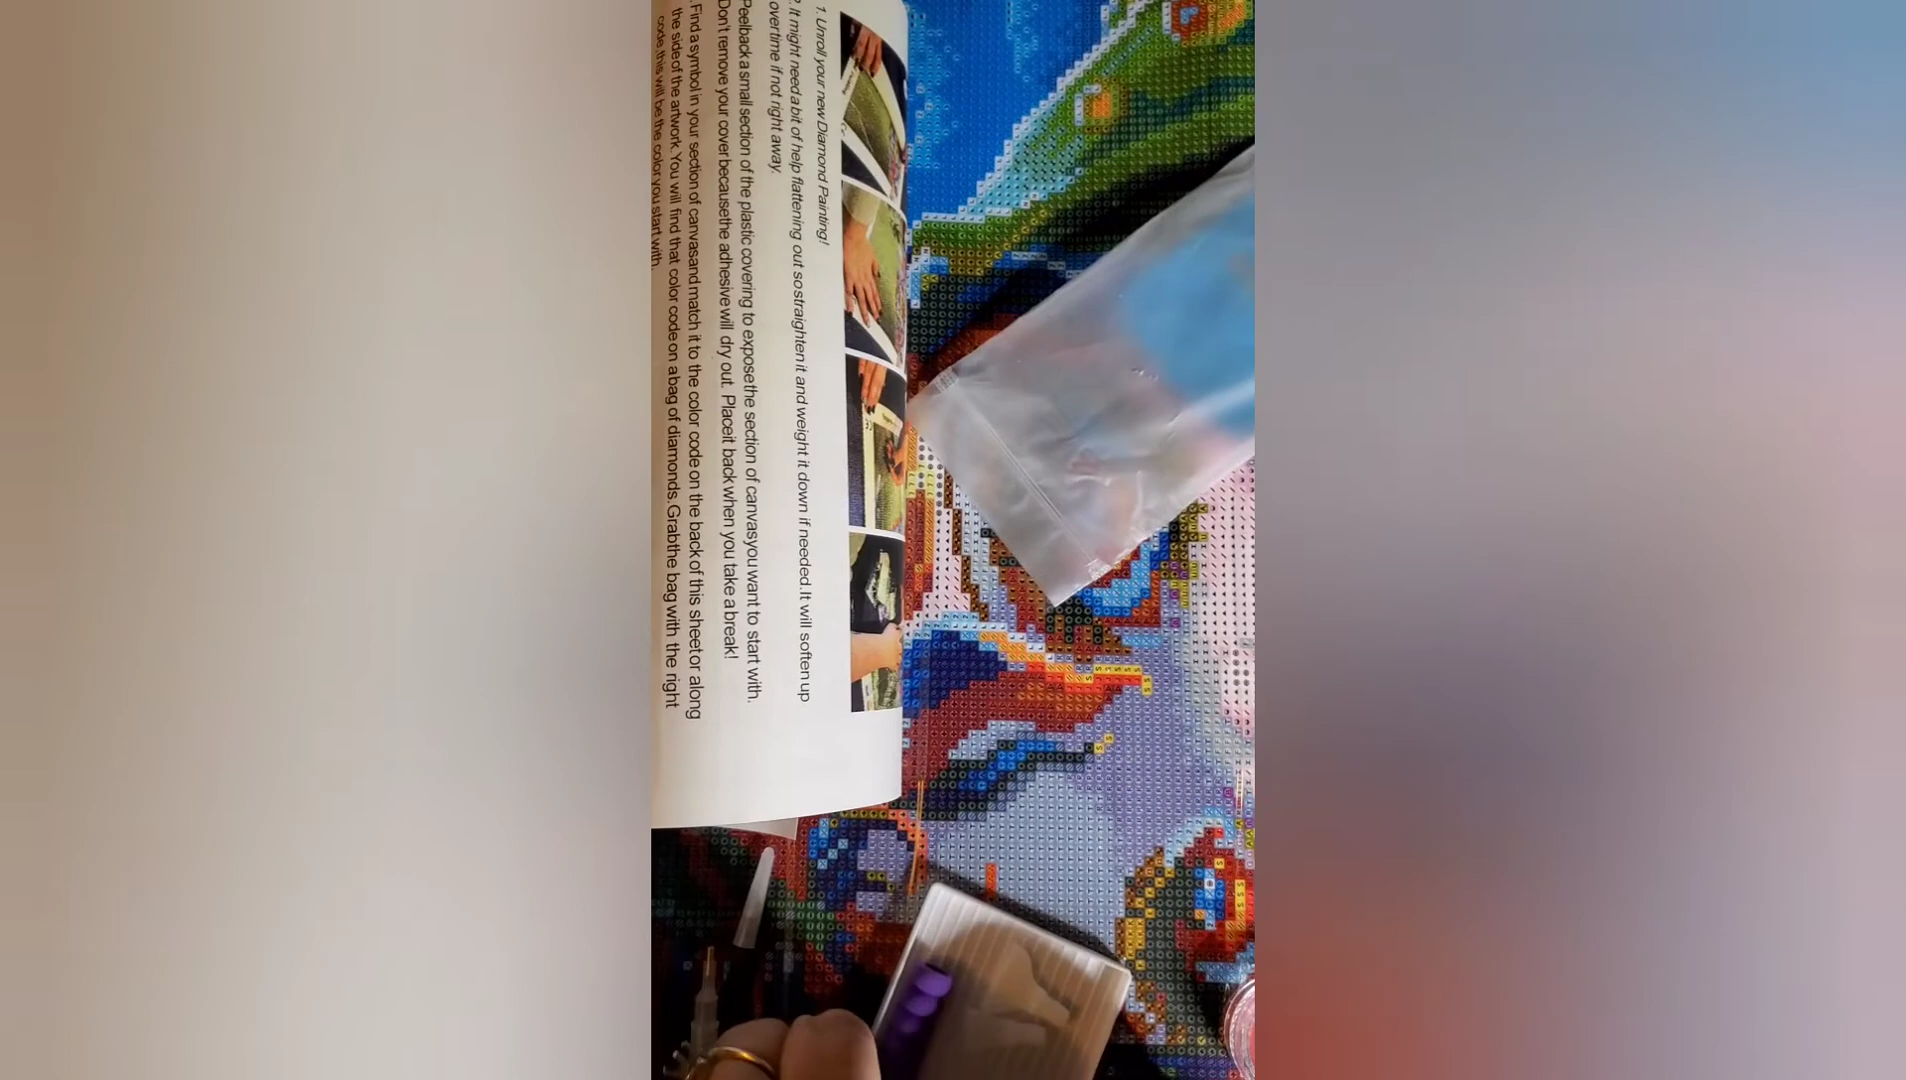 1. Unroll your new Diamond Painting!
2. It might need a bit of help flattening out so straighten it and weight it down if needed. It will soften up
overtime if not right away.
Peelback a small section of the plastic covering to expose the section of canvas you want to start with.
Don't remove your cover because the adhesive will dry out. Place it back when you take a break!
. Find a symbol in your section of canvas and match it to the color code on the back of this sheet or along
the side of the artwork. You will find that color code on a bag of diamonds. Grab the bag with the right
code, this will be the color you start with.